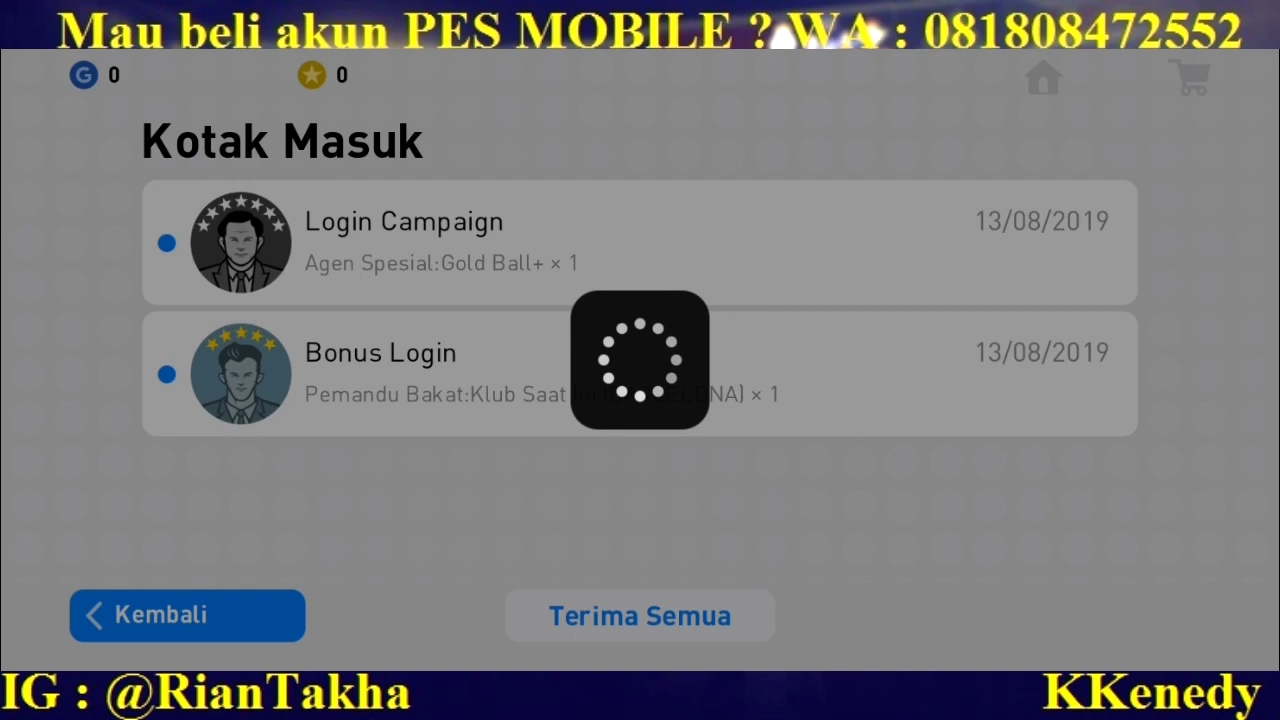 Mau beli akun PES MOBILE ? WA : 081808472552
G 0 0
Kotak Masuk
Login Campaign 13/08/2019
Agen Spesial:Gold Ball+ × 1
Bonus Login 13/08/2019
Pemandu Bakat:Klub Saat NA) × 1
Kembali Terima Semua
IG : @RianTakha KKenedy